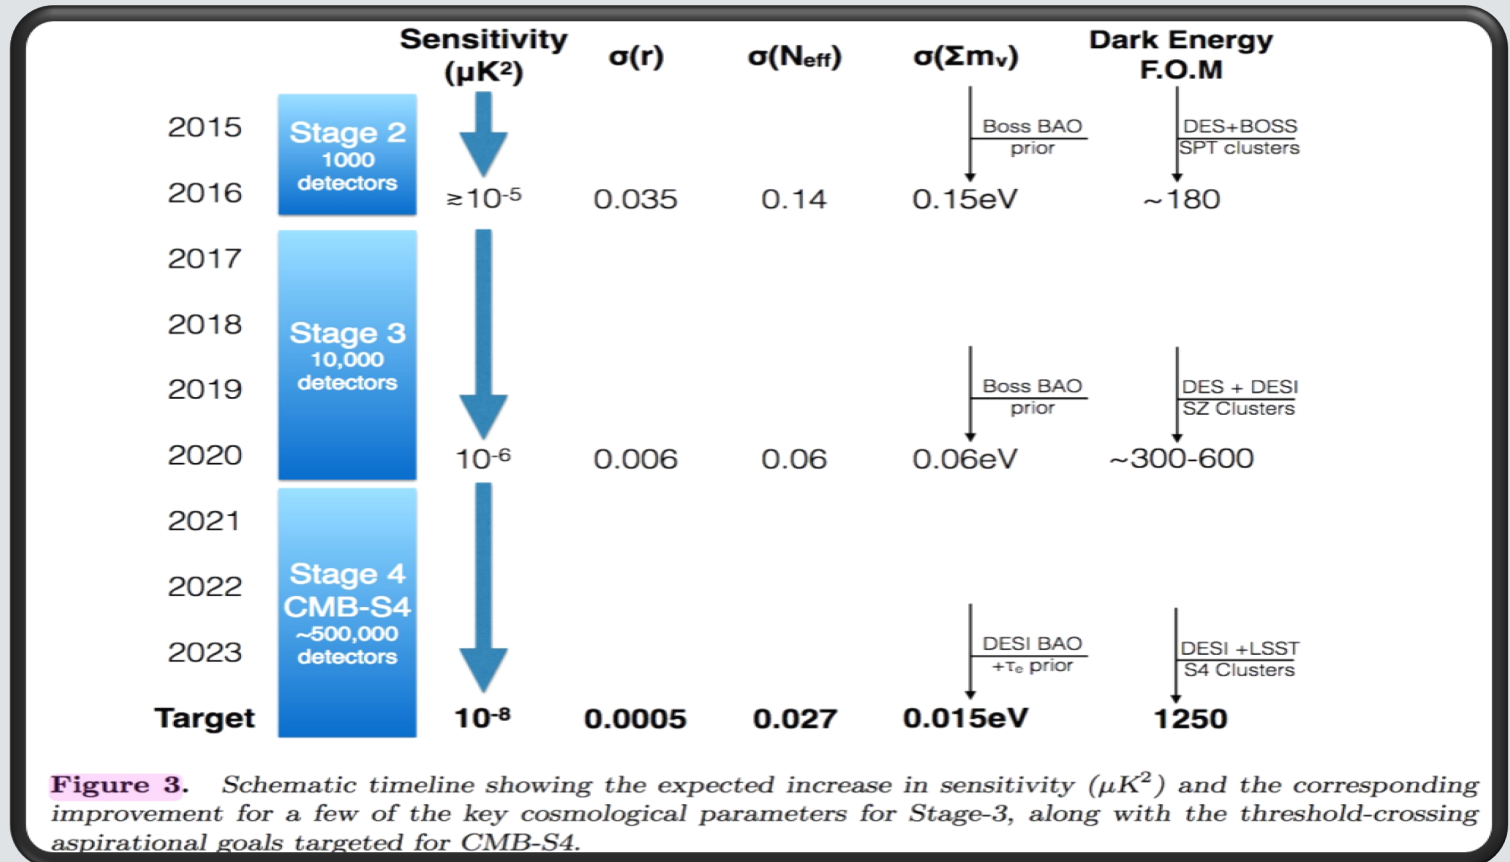 Sensitivity
(μK²)
σ(r)
σ(Neff)
σ(Σmν)
Dark Energy
F.O.M
2015
Stage 2
1000
detectors
Boss BAO
prior
DES+BOSS
SPT clusters
2016
≳10⁻⁵
0.035
0.14
0.15eV
~180
2017
2018
Stage 3
10,000
detectors
2019
Boss BAO
prior
DES + DESI
SZ Clusters
2020
10⁻⁶
0.006
0.06
0.06eV
~300-600
2021
2022
Stage 4
CMB-S4
~500,000
detectors
2023
DESI BAO
+τₑ prior
DESI +LSST
S4 Clusters
Target
10⁻⁸
0.0005
0.027
0.015eV
1250
Figure 3. Schematic timeline showing the expected increase in sensitivity (μK²) and the corresponding
improvement for a few of the key cosmological parameters for Stage-3, along with the threshold-crossing
aspirational goals targeted for CMB-S4.